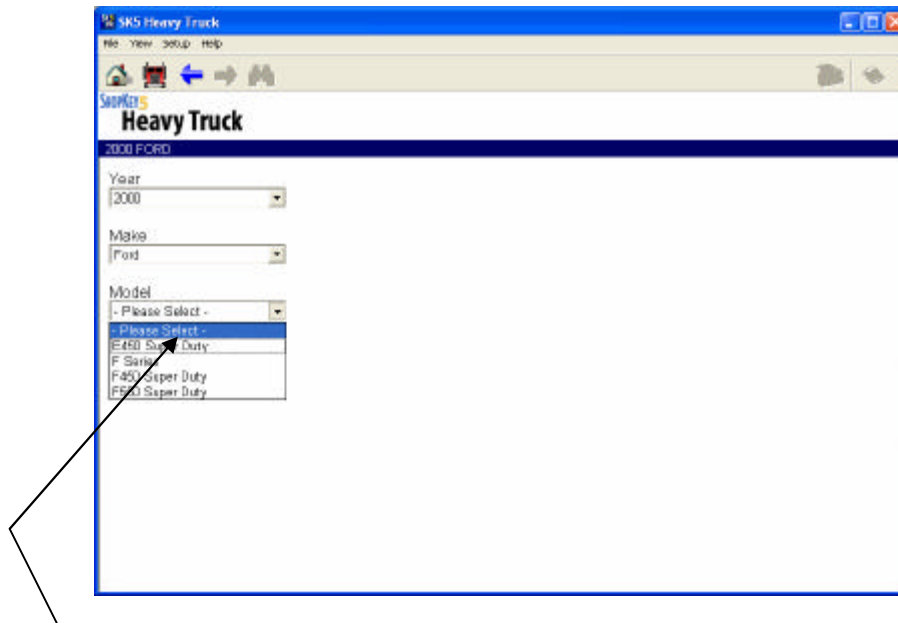 SK5 Heavy Truck
File View Setup Help
SHOPKEY5
Heavy Truck
2000 FORD
Year
2000
Make
Ford
Model
- Please Select -
- Please Select -
E450 Super Duty
F Series
F450 Super Duty
F550 Super Duty